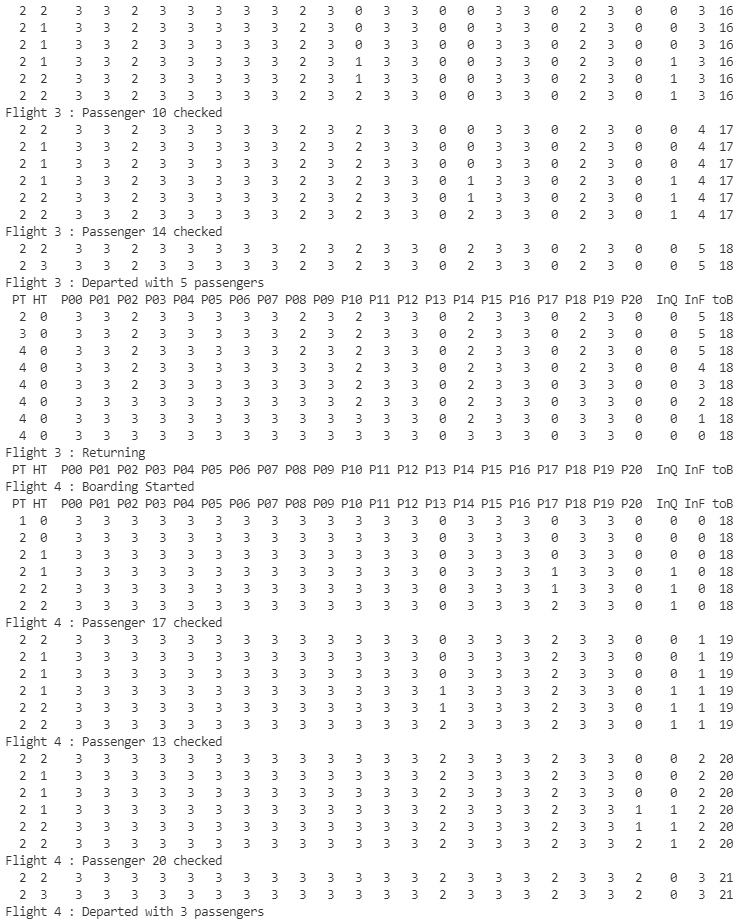 2 2 3 3 2 3 3 3 3 3 2 3 0 3 3 0 0 3 3 0 2 3 0 0 3 16
2 1 3 3 2 3 3 3 3 3 2 3 0 3 3 0 0 3 3 0 2 3 0 0 3 16
2 1 3 3 2 3 3 3 3 3 2 3 0 3 3 0 0 3 3 0 2 3 0 0 3 16
2 1 3 3 2 3 3 3 3 3 2 3 1 3 3 0 0 3 3 0 2 3 0 1 3 16
2 2 3 3 2 3 3 3 3 3 2 3 1 3 3 0 0 3 3 0 2 3 0 1 3 16
2 2 3 3 2 3 3 3 3 3 2 3 2 3 3 0 0 3 3 0 2 3 0 1 3 16
Flight 3 : Passenger 10 checked
2 2 3 3 2 3 3 3 3 3 2 3 2 3 3 0 0 3 3 0 2 3 0 0 4 17
2 1 3 3 2 3 3 3 3 3 2 3 2 3 3 0 0 3 3 0 2 3 0 0 4 17
2 1 3 3 2 3 3 3 3 3 2 3 2 3 3 0 0 3 3 0 2 3 0 0 4 17
2 1 3 3 2 3 3 3 3 3 2 3 2 3 3 0 1 3 3 0 2 3 0 1 4 17
2 2 3 3 2 3 3 3 3 3 2 3 2 3 3 0 1 3 3 0 2 3 0 1 4 17
2 2 3 3 2 3 3 3 3 3 2 3 2 3 3 0 2 3 3 0 2 3 0 1 4 17
Flight 3 : Passenger 14 checked
2 2 3 3 2 3 3 3 3 3 2 3 2 3 3 0 2 3 3 0 2 3 0 0 5 18
2 3 3 3 2 3 3 3 3 3 2 3 2 3 3 0 2 3 3 0 2 3 0 0 5 18
Flight 3 : Departed with 5 passengers
PT HT P00 P01 P02 P03 P04 P05 P06 P07 P08 P09 P10 P11 P12 P13 P14 P15 P16 P17 P18 P19 P20 InQ InF toB
2 0 3 3 2 3 3 3 3 3 2 3 2 3 3 0 2 3 3 0 2 3 0 0 5 18
3 0 3 3 2 3 3 3 3 3 2 3 2 3 3 0 2 3 3 0 2 3 0 0 5 18
4 0 3 3 2 3 3 3 3 3 2 3 2 3 3 0 2 3 3 0 2 3 0 0 5 18
4 0 3 3 3 3 3 3 3 3 2 3 2 3 3 0 2 3 3 0 2 3 0 0 4 18
4 0 3 3 3 3 3 3 3 3 2 3 2 3 3 0 2 3 3 0 3 3 0 0 3 18
4 0 3 3 3 3 3 3 3 3 3 3 2 3 3 0 2 3 3 0 3 3 0 0 2 18
4 0 3 3 3 3 3 3 3 3 3 3 3 3 3 0 2 3 3 0 3 3 0 0 1 18
4 0 3 3 3 3 3 3 3 3 3 3 3 3 3 0 3 3 3 0 3 3 0 0 0 18
Flight 3 : Returning
PT HT P00 P01 P02 P03 P04 P05 P06 P07 P08 P09 P10 P11 P12 P13 P14 P15 P16 P17 P18 P19 P20 InQ InF toB
Flight 4 : Boarding Started
PT HT P00 P01 P02 P03 P04 P05 P06 P07 P08 P09 P10 P11 P12 P13 P14 P15 P16 P17 P18 P19 P20 InQ InF toB
1 0 3 3 3 3 3 3 3 3 3 3 3 3 3 0 3 3 3 0 3 3 0 0 0 18
2 0 3 3 3 3 3 3 3 3 3 3 3 3 3 0 3 3 3 0 3 3 0 0 0 18
2 1 3 3 3 3 3 3 3 3 3 3 3 3 3 0 3 3 3 0 3 3 0 0 0 18
2 1 3 3 3 3 3 3 3 3 3 3 3 3 3 0 3 3 3 1 3 3 0 1 0 18
2 2 3 3 3 3 3 3 3 3 3 3 3 3 3 0 3 3 3 1 3 3 0 1 0 18
2 2 3 3 3 3 3 3 3 3 3 3 3 3 3 0 3 3 3 2 3 3 0 1 0 18
Flight 4 : Passenger 17 checked
2 2 3 3 3 3 3 3 3 3 3 3 3 3 3 0 3 3 3 2 3 3 0 0 1 19
2 1 3 3 3 3 3 3 3 3 3 3 3 3 3 0 3 3 3 2 3 3 0 0 1 19
2 1 3 3 3 3 3 3 3 3 3 3 3 3 3 0 3 3 3 2 3 3 0 0 1 19
2 1 3 3 3 3 3 3 3 3 3 3 3 3 3 1 3 3 3 2 3 3 0 1 1 19
2 2 3 3 3 3 3 3 3 3 3 3 3 3 3 1 3 3 3 2 3 3 0 1 1 19
2 2 3 3 3 3 3 3 3 3 3 3 3 3 3 2 3 3 3 2 3 3 0 1 1 19
Flight 4 : Passenger 13 checked
2 2 3 3 3 3 3 3 3 3 3 3 3 3 3 2 3 3 3 2 3 3 0 0 2 20
2 1 3 3 3 3 3 3 3 3 3 3 3 3 3 2 3 3 3 2 3 3 0 0 2 20
2 1 3 3 3 3 3 3 3 3 3 3 3 3 3 2 3 3 3 2 3 3 0 0 2 20
2 1 3 3 3 3 3 3 3 3 3 3 3 3 3 2 3 3 3 2 3 3 1 1 2 20
2 2 3 3 3 3 3 3 3 3 3 3 3 3 3 2 3 3 3 2 3 3 1 1 2 20
2 2 3 3 3 3 3 3 3 3 3 3 3 3 3 2 3 3 3 2 3 3 2 1 2 20
Flight 4 : Passenger 20 checked
2 2 3 3 3 3 3 3 3 3 3 3 3 3 3 2 3 3 3 2 3 3 2 0 3 21
2 3 3 3 3 3 3 3 3 3 3 3 3 3 3 2 3 3 3 2 3 3 2 0 3 21
Flight 4 : Departed with 3 passengers